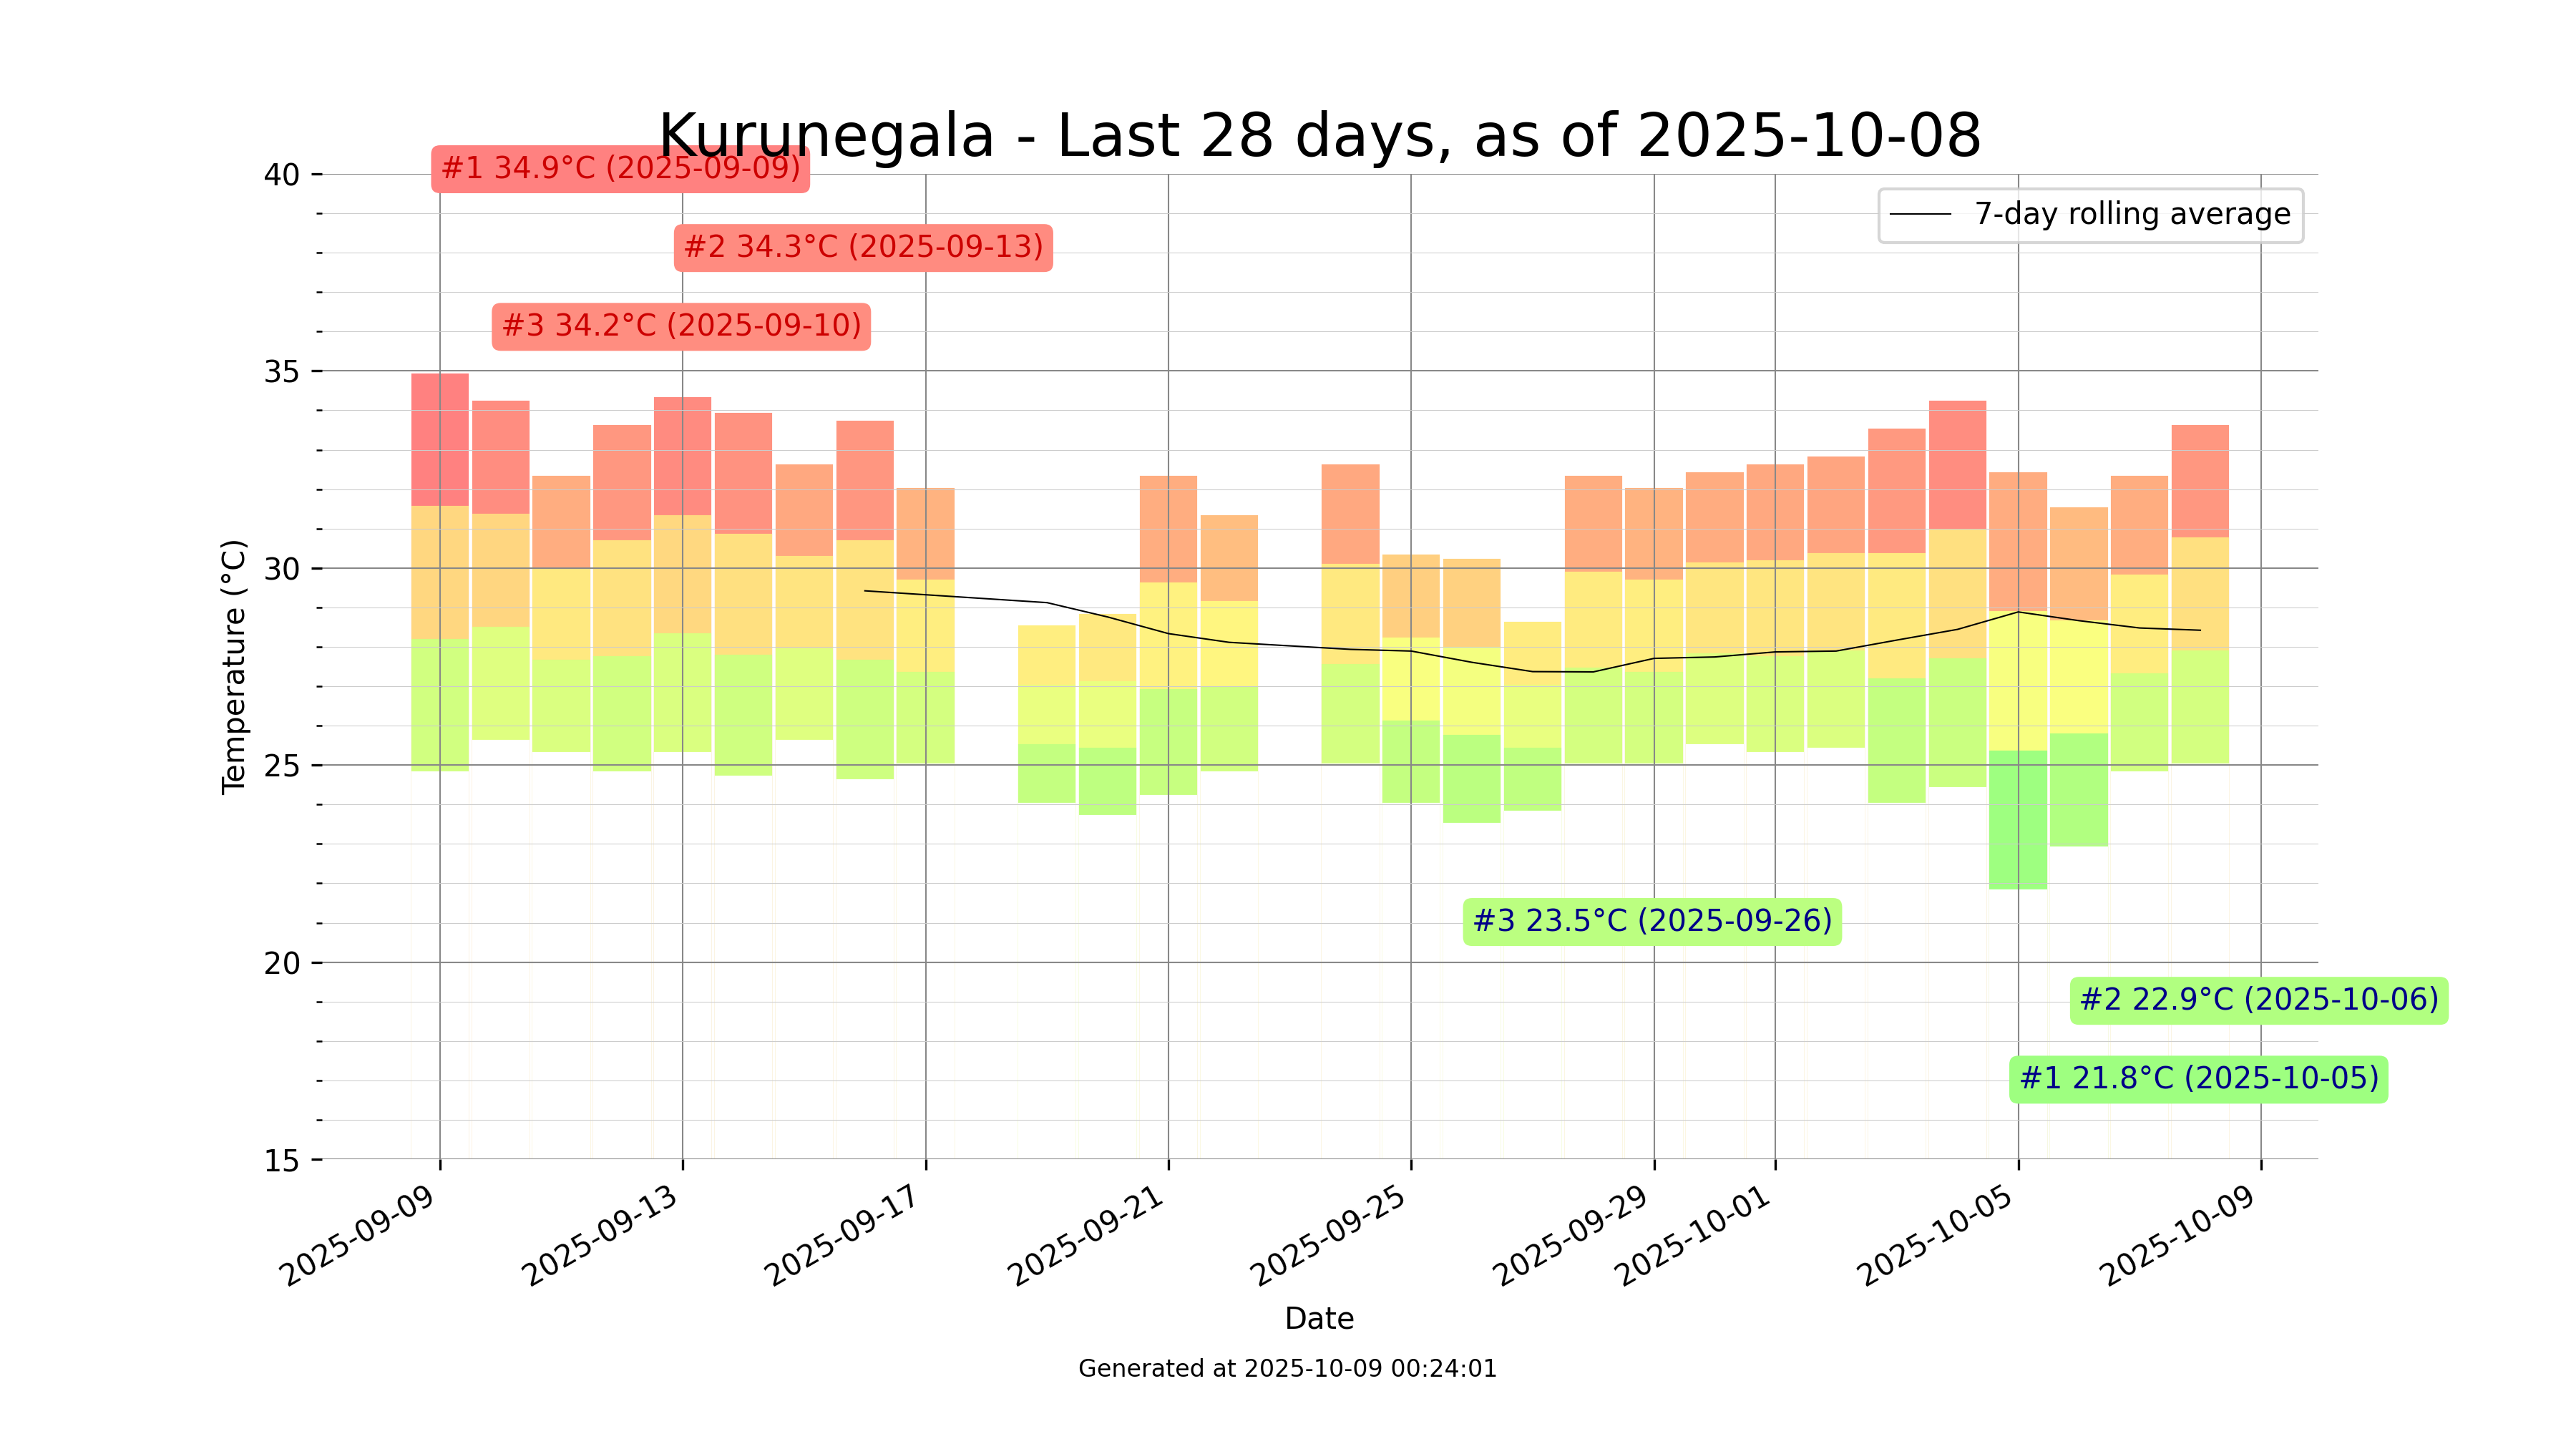 Kurunegala - Last 28 days, as of 2025-10-08
#1 34.9°C (2025-09-09)
#2 34.3°C (2025-09-13)
#3 34.2°C (2025-09-10)
7-day rolling average
40
35
30
25
20
15
Temperature (°C)
#3 23.5°C (2025-09-26)
#2 22.9°C (2025-10-06)
#1 21.8°C (2025-10-05)
2025-09-09
2025-09-13
2025-09-17
2025-09-21
2025-09-25
2025-09-29
2025-10-01
2025-10-05
2025-10-09
Date
Generated at 2025-10-09 00:24:01